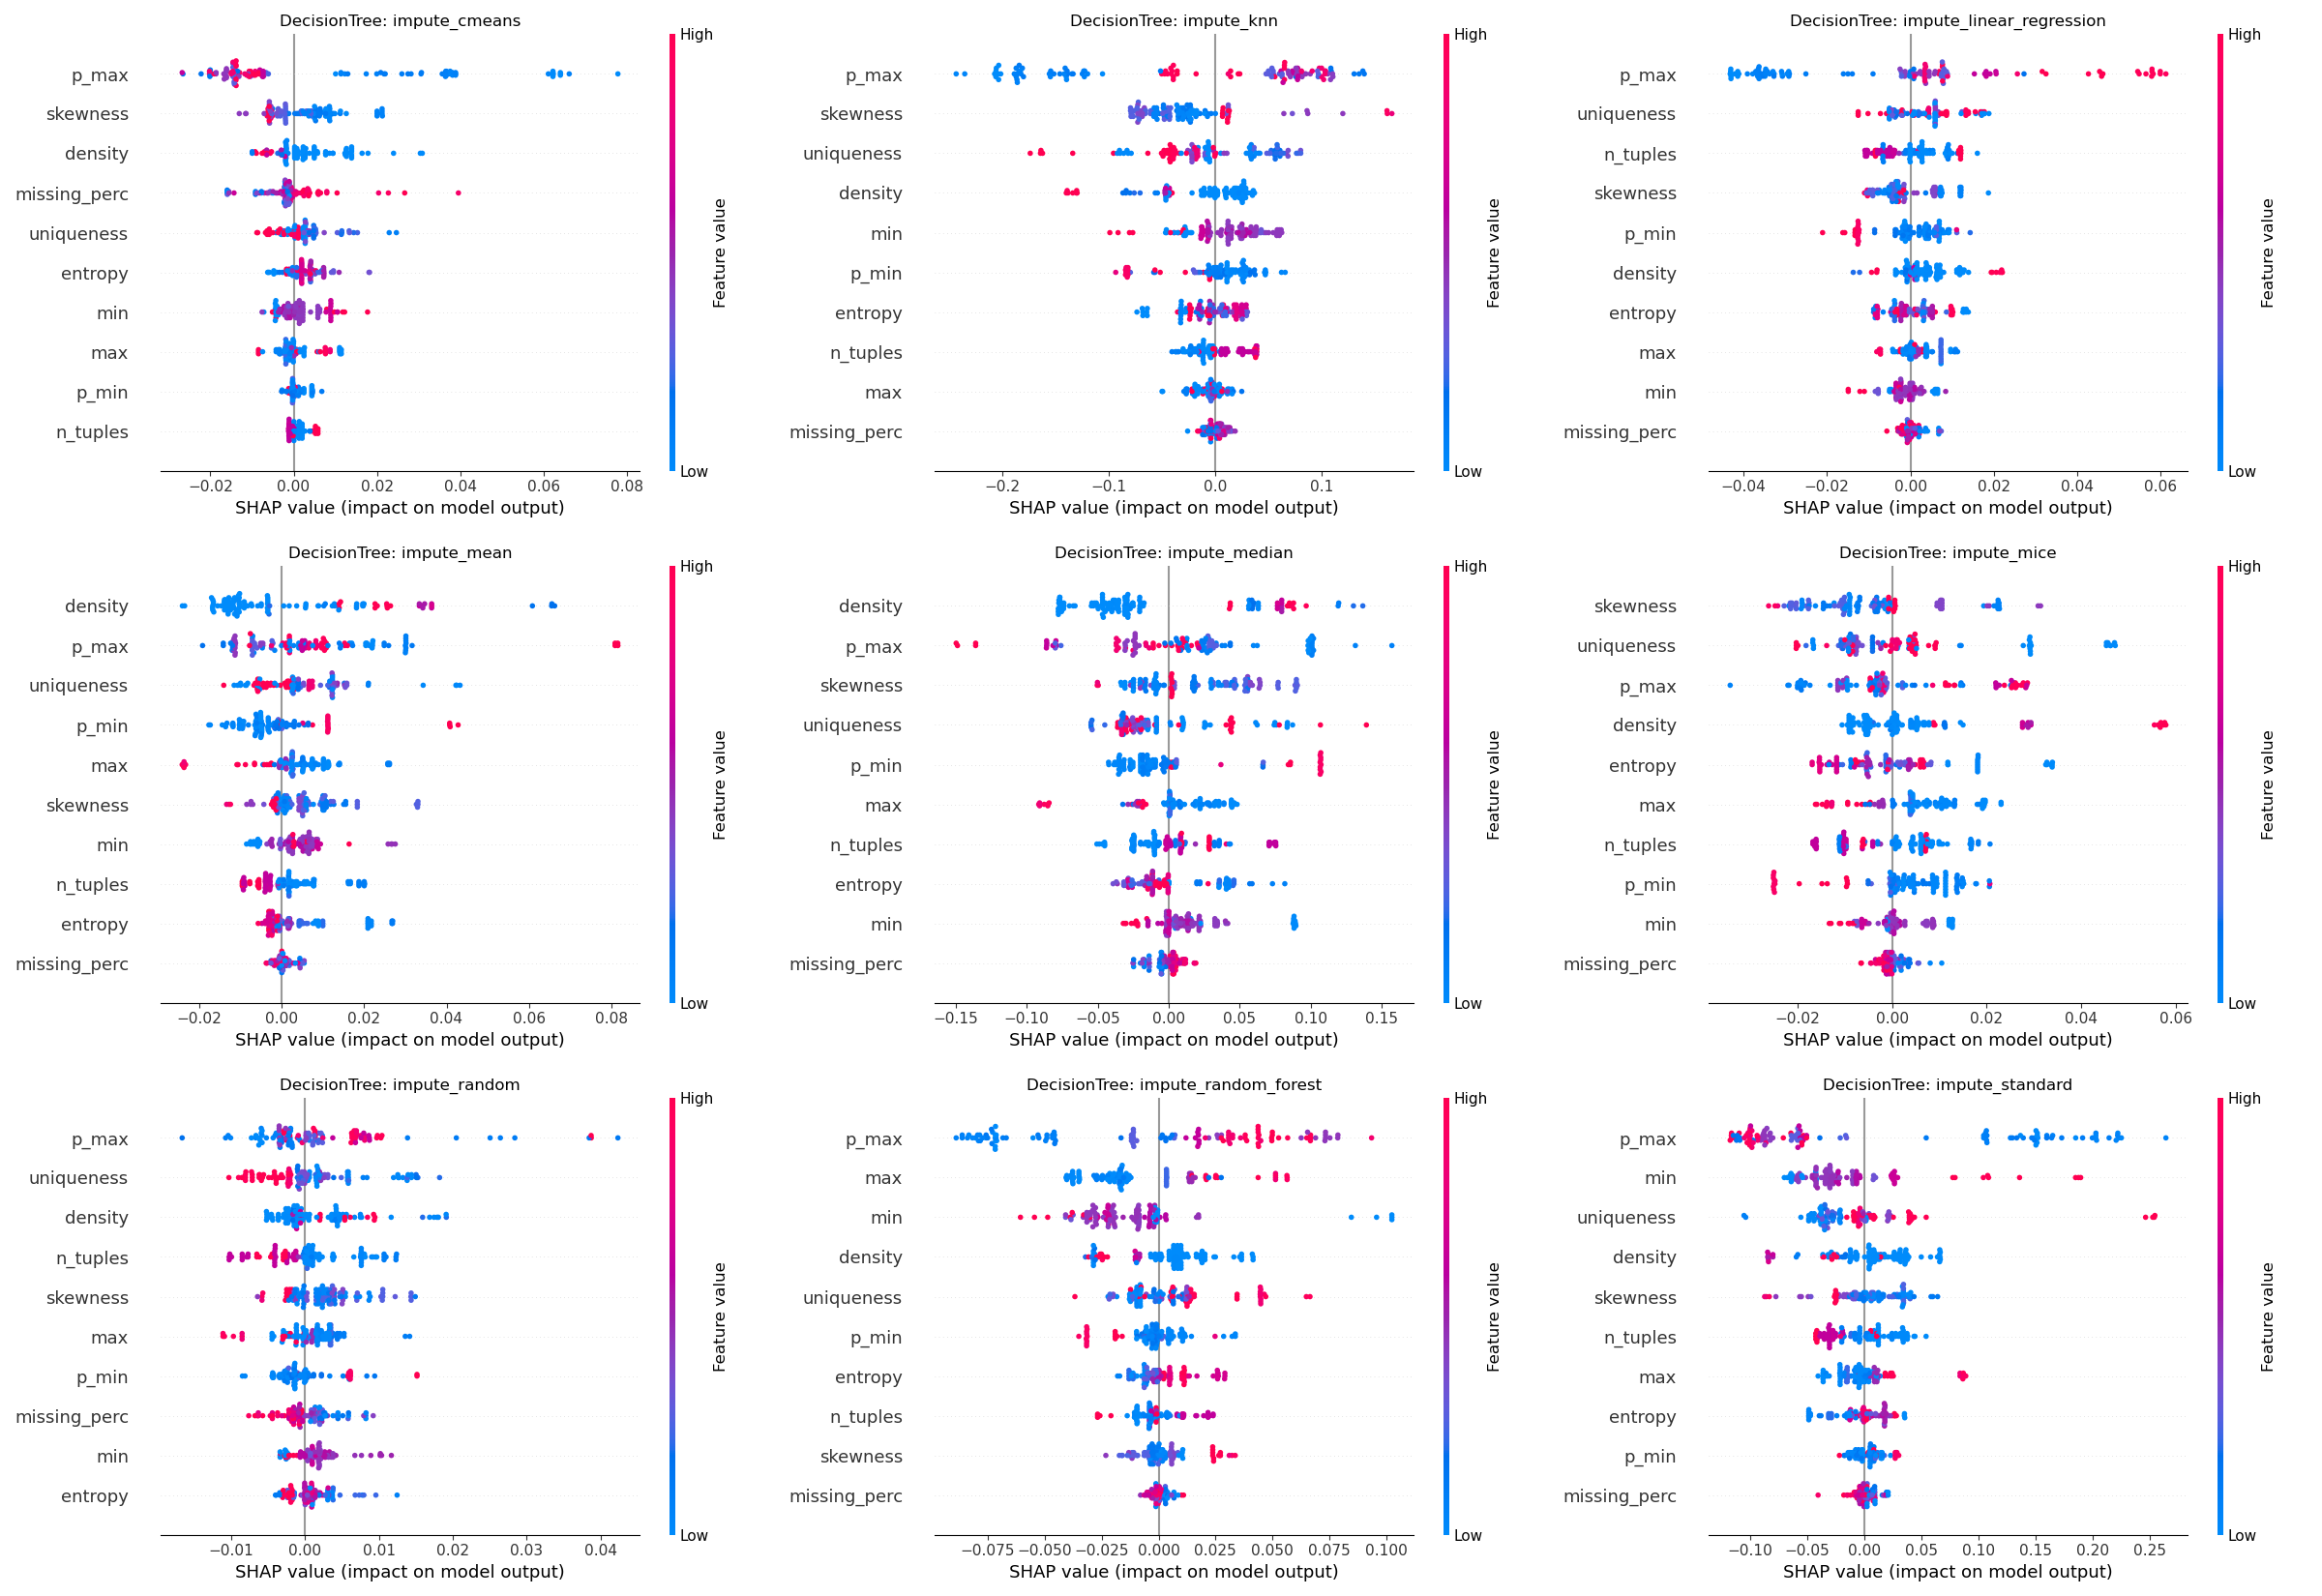 DecisionTree: impute_cmeans
High
p_max
skewness
density
missing_perc
uniqueness
entropy
min
max
p_min
n_tuples
Feature value
Low
−0.02 0.00 0.02 0.04 0.06 0.08
SHAP value (impact on model output)
DecisionTree: impute_knn
High
p_max
skewness
uniqueness
density
min
p_min
entropy
n_tuples
max
missing_perc
Feature value
Low
−0.2 −0.1 0.0 0.1
SHAP value (impact on model output)
DecisionTree: impute_linear_regression
High
p_max
uniqueness
n_tuples
skewness
p_min
density
entropy
max
min
missing_perc
Feature value
Low
−0.04 −0.02 0.00 0.02 0.04 0.06
SHAP value (impact on model output)
DecisionTree: impute_mean
High
density
p_max
uniqueness
p_min
max
skewness
min
n_tuples
entropy
missing_perc
Feature value
Low
−0.02 0.00 0.02 0.04 0.06 0.08
SHAP value (impact on model output)
DecisionTree: impute_median
High
density
p_max
skewness
uniqueness
p_min
max
n_tuples
entropy
min
missing_perc
Feature value
Low
−0.15 −0.10 −0.05 0.00 0.05 0.10 0.15
SHAP value (impact on model output)
DecisionTree: impute_mice
High
skewness
uniqueness
p_max
density
entropy
max
n_tuples
p_min
min
missing_perc
Feature value
Low
−0.02 0.00 0.02 0.04 0.06
SHAP value (impact on model output)
DecisionTree: impute_random
High
p_max
uniqueness
density
n_tuples
skewness
max
p_min
missing_perc
min
entropy
Feature value
Low
−0.01 0.00 0.01 0.02 0.03 0.04
SHAP value (impact on model output)
DecisionTree: impute_random_forest
High
p_max
max
min
density
uniqueness
p_min
entropy
n_tuples
skewness
missing_perc
Feature value
Low
−0.075 −0.050 −0.025 0.000 0.025 0.050 0.075 0.100
SHAP value (impact on model output)
DecisionTree: impute_standard
High
p_max
min
uniqueness
density
skewness
n_tuples
max
entropy
p_min
missing_perc
Feature value
Low
−0.10 −0.05 0.00 0.05 0.10 0.15 0.20 0.25
SHAP value (impact on model output)